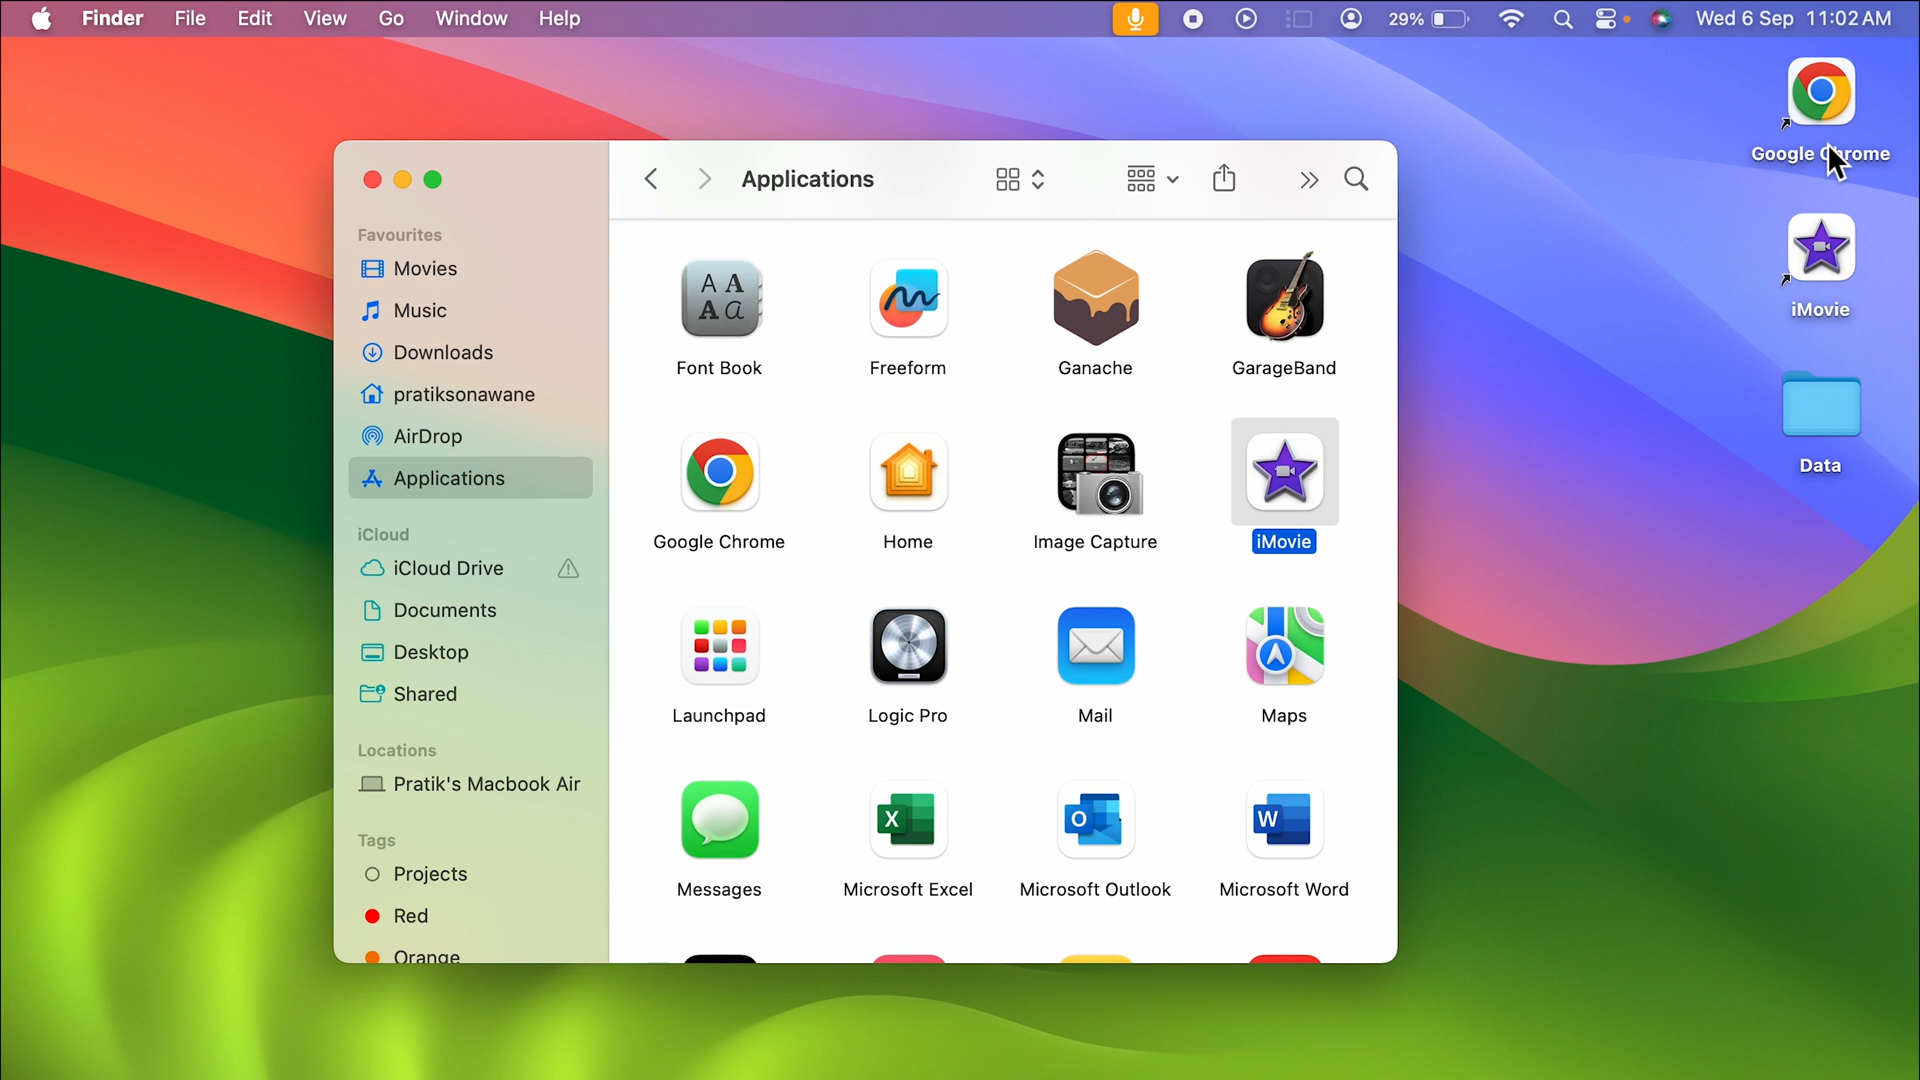 Finder File Edit View Go Window Help 29% Wed 6 Sep 11:02 AM
Google Chrome
iMovie
Data
Applications
Favourites
Movies
Music
Downloads
pratiksonawane
AirDrop
Applications
iCloud
iCloud Drive
Documents
Desktop
Shared
Locations
Pratik's Macbook Air
Tags
Projects
Red
Orange
A A
A a
Font Book Freeform Ganache GarageBand
Google Chrome Home Image Capture iMovie
Launchpad Logic Pro Mail Maps
X O W
Messages Microsoft Excel Microsoft Outlook Microsoft Word